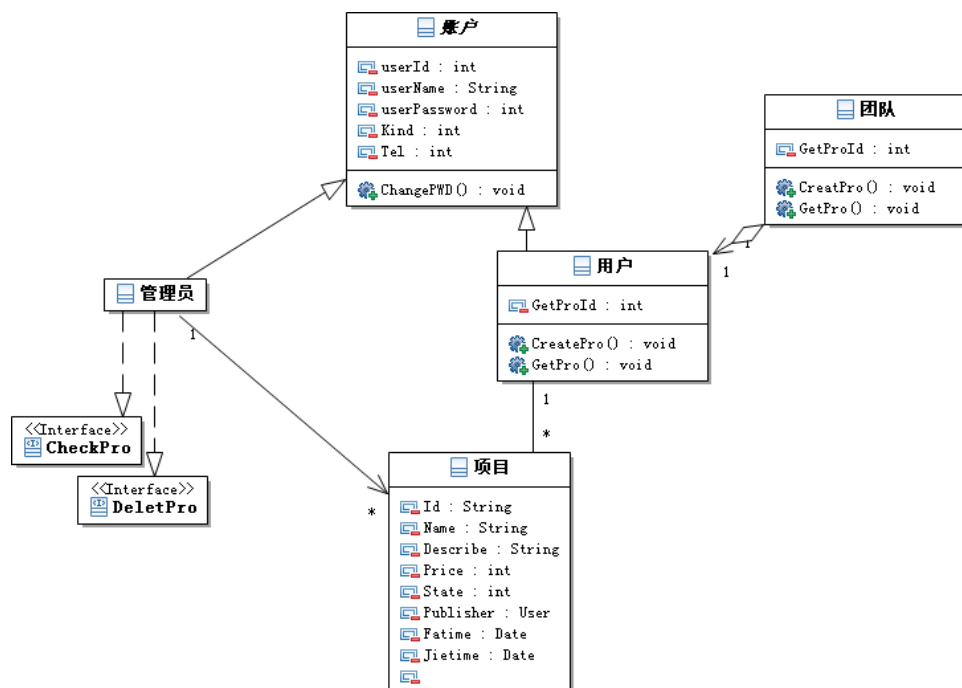 账户
userId : int
userName : String
userPassword : int
Kind : int
Tel : int
ChangePWD() : void
团队
GetProId : int
CreatPro() : void
GetPro() : void
1
1
用户
GetProId : int
CreatePro() : void
GetPro() : void
1
*
管理员
1
*
<<Interface>>
CheckPro
<<Interface>>
DeletPro
项目
Id : String
Name : String
Describe : String
Price : int
State : int
Publisher : User
Fatime : Date
Jietime : Date